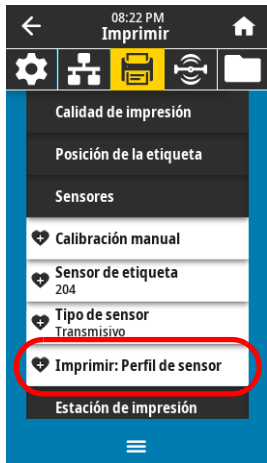 08:22 PM
Imprimir
Calidad de impresión
Posición de la etiqueta
Sensores
Calibración manual
Sensor de etiqueta
204
Tipo de sensor
Transmisivo
Imprimir: Perfil de sensor
Estación de impresión